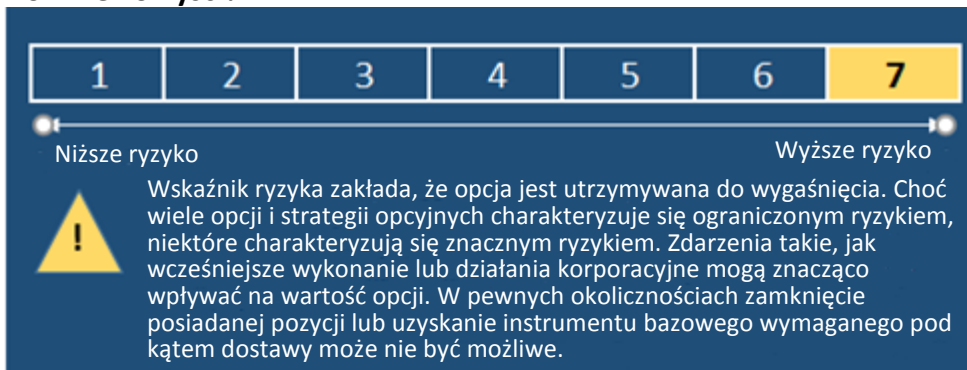 1 2 3 4 5 6 7
Niższe ryzyko Wyższe ryzyko
Wskaźnik ryzyka zakłada, że opcja jest utrzymywana do wygaśnięcia. Choć
! wiele opcji i strategii opcyjnych charakteryzuje się ograniczonym ryzykiem,
niektóre charakteryzują się znacznym ryzykiem. Zdarzenia takie, jak
wcześniejsze wykonanie lub działania korporacyjne mogą znacząco
wpływać na wartość opcji. W pewnych okolicznościach zamknięcie
posiadanej pozycji lub uzyskanie instrumentu bazowego wymaganego pod
kątem dostawy może nie być możliwe.